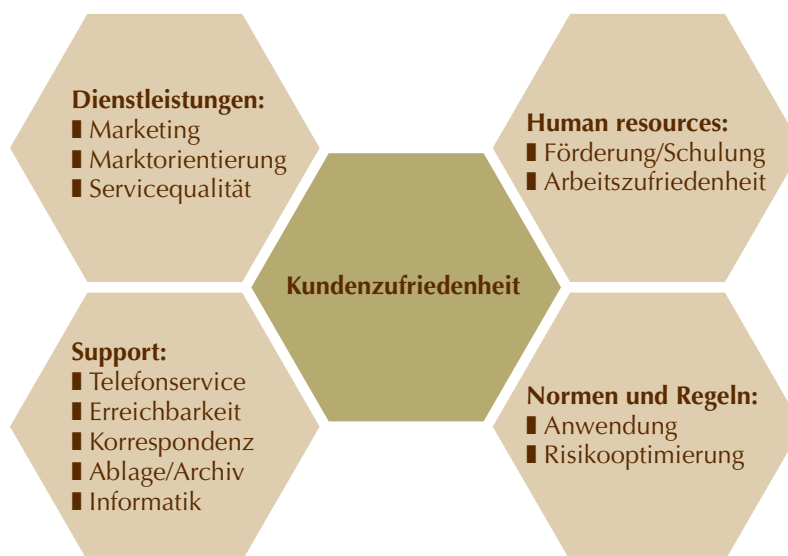 Dienstleistungen:
▮ Marketing
▮ Marktorientierung
▮ Servicequalität
Human resources:
▮ Förderung/Schulung
▮ Arbeitszufriedenheit
Kundenzufriedenheit
Support:
▮ Telefonservice
▮ Erreichbarkeit
▮ Korrespondenz
▮ Ablage/Archiv
▮ Informatik
Normen und Regeln:
▮ Anwendung
▮ Risikooptimierung